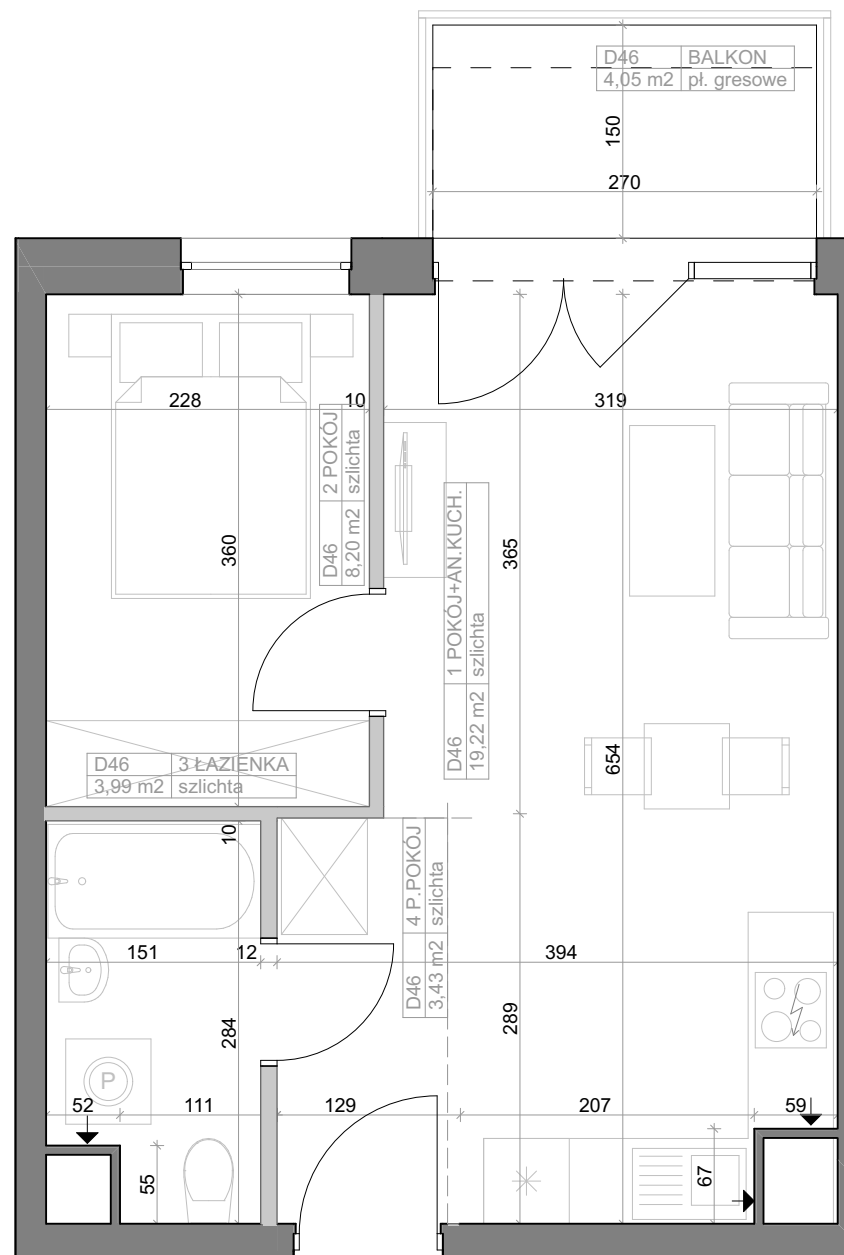 D46 BALKON
4,05 m2 pł. gresowe
150
270
228
10
319
D46 2 POKÓJ
8,20 m2 szlichta
360
365
D46 1 POKÓJ+AN.KUCH.
19,22 m2 szlichta
654
D46 3 ŁAZIENKA
3,99 m2 szlichta
10
D46 4 P.POKÓJ
3,43 m2 szlichta
151
12
394
284
289
P
52
111
129
207
59
55
67